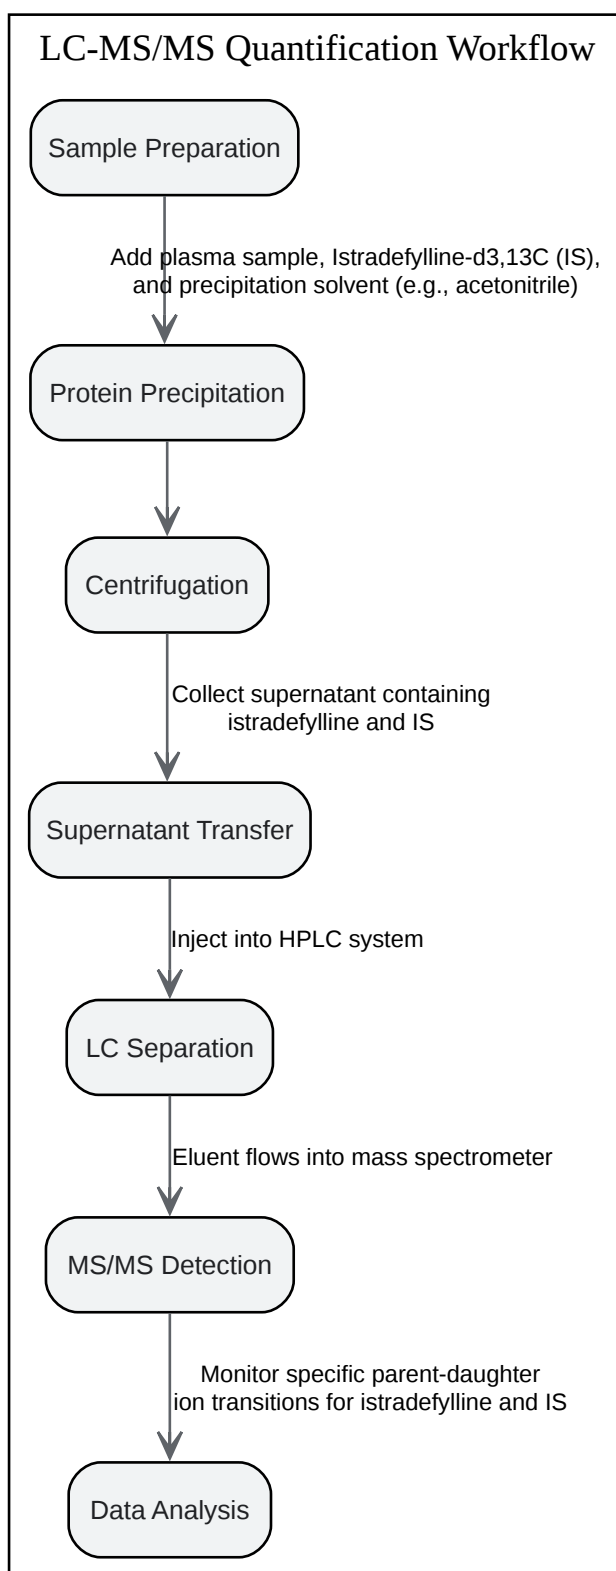 LC-MS/MS Quantification Workflow
Sample Preparation
Add plasma sample, Istradefylline-d3,13C (IS),
and precipitation solvent (e.g., acetonitrile)
Protein Precipitation
Centrifugation
Collect supernatant containing
istradefylline and IS
Supernatant Transfer
Inject into HPLC system
LC Separation
Eluent flows into mass spectrometer
MS/MS Detection
Monitor specific parent-daughter
ion transitions for istradefylline and IS
Data Analysis